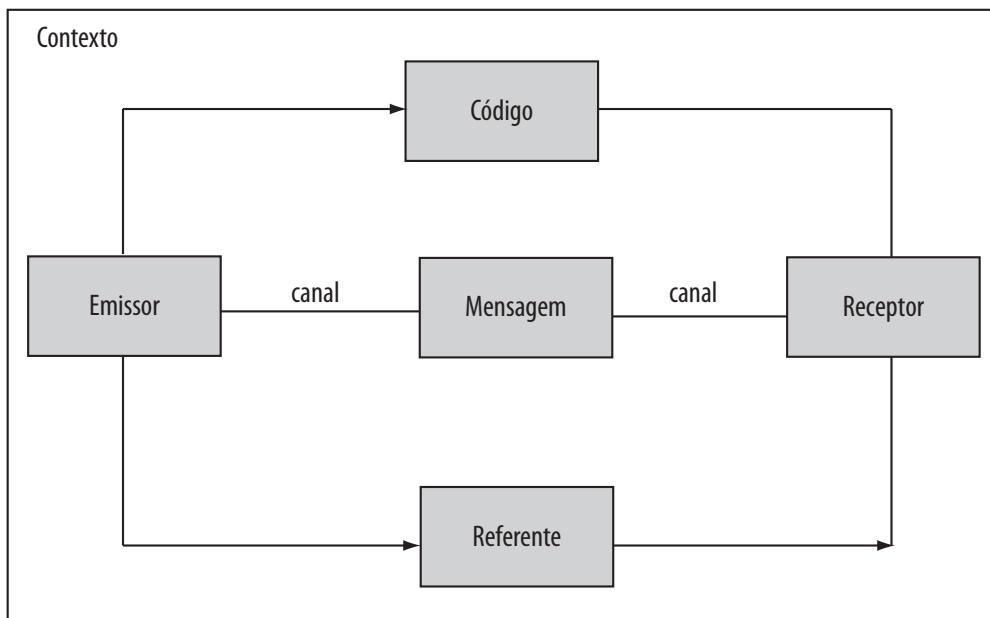 Contexto
Código
Emissor
canal
Mensagem
canal
Receptor
Referente